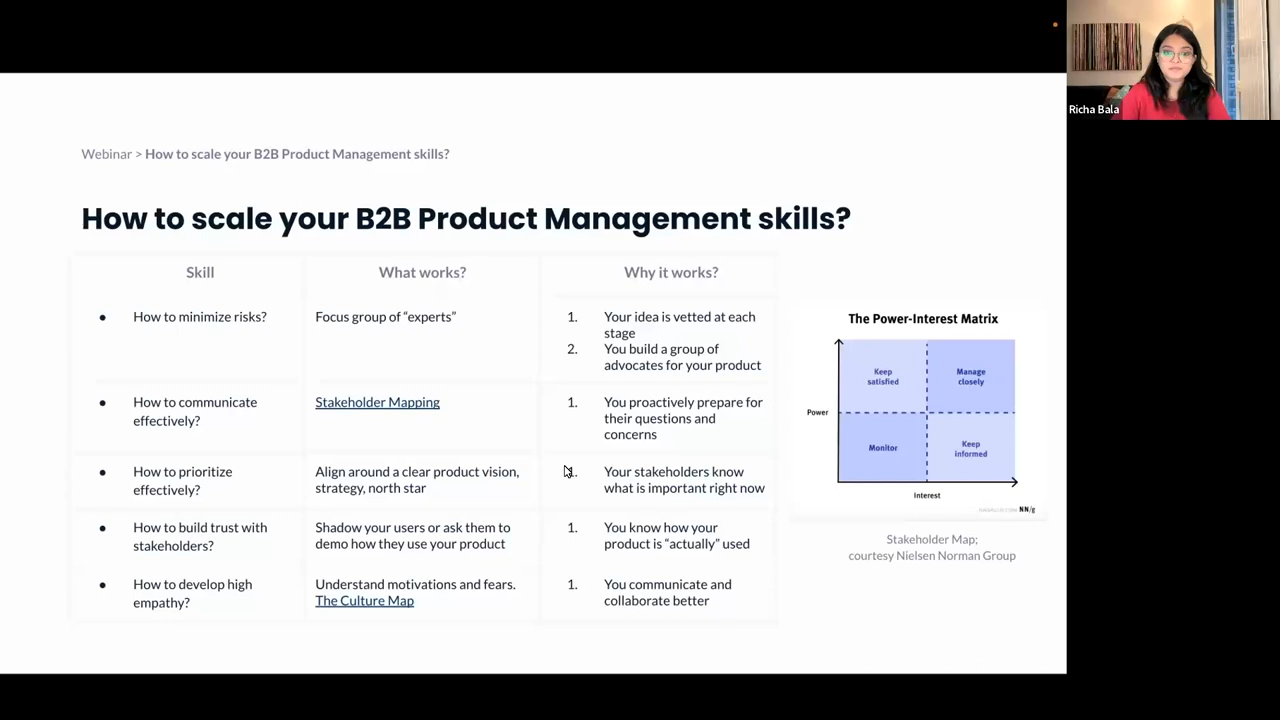 Richa Bala
Webinar > How to scale your B2B Product Management skills?
How to scale your B2B Product Management skills?
Skill
What works?
Why it works?
● How to minimize risks?
Focus group of “experts”
1. Your idea is vetted at each
stage
2. You build a group of
advocates for your product
● How to communicate
effectively?
Stakeholder Mapping
1. You proactively prepare for
their questions and
concerns
● How to prioritize
effectively?
Align around a clear product vision,
strategy, north star
Your stakeholders know
what is important right now
● How to build trust with
stakeholders?
Shadow your users or ask them to
demo how they use your product
1. You know how your
product is “actually” used
● How to develop high
empathy?
Understand motivations and fears.
The Culture Map
1. You communicate and
collaborate better
The Power-Interest Matrix
Keep
satisfied
Manage
closely
Power
Monitor
Keep
informed
Interest
NN/g
Stakeholder Map;
courtesy Nielsen Norman Group